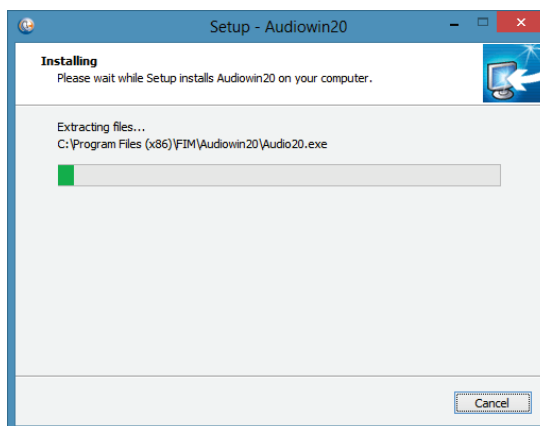 Setup - Audiowin20
Installing
Please wait while Setup installs Audiowin20 on your computer.
Extracting files...
C:\Program Files (x86)\FIM\Audiowin20\Audio20.exe
Cancel